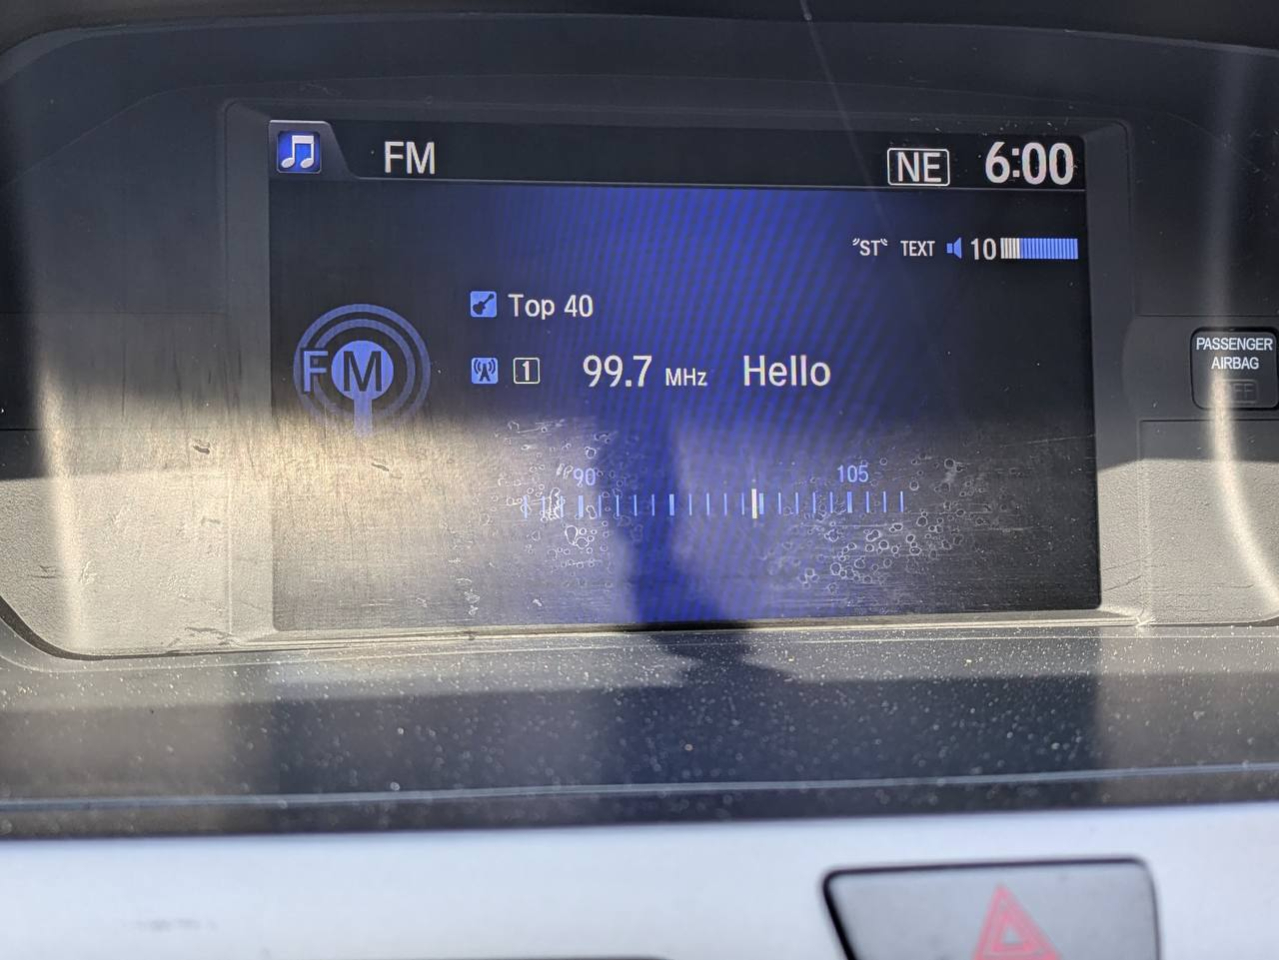 FM NE 6:00
"ST" TEXT 10
Top 40
PASSENGER
AIRBAG
OFF
FM
1 99.7 MHz Hello
90 105